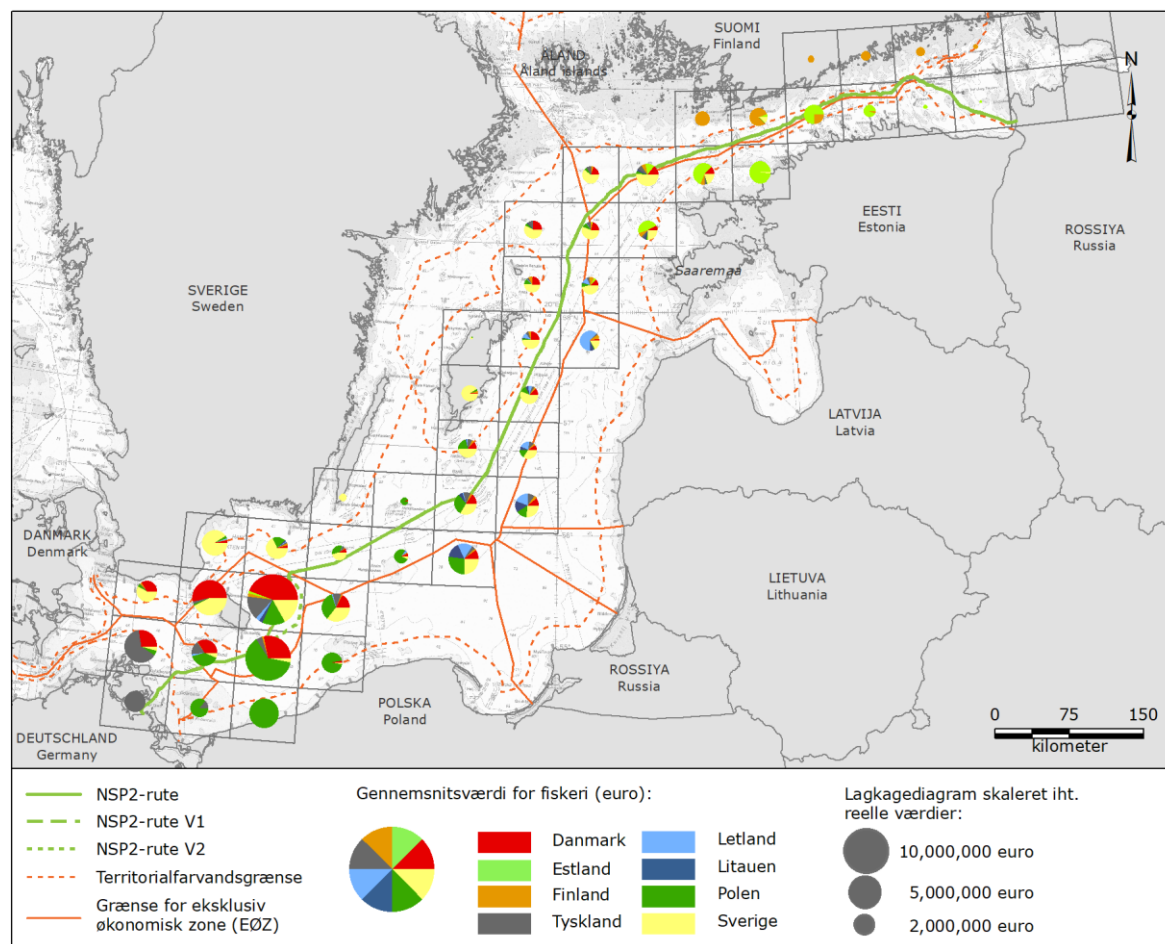 SUOMI
Finland
ÅLAND
Åland islands
N
EESTI
Estonia
ROSSIYA
Russia
SVERIGE
Sweden
Saaremaa
LATVIJA
Latvia
DANMARK
Denmark
LIETUVA
Lithuania
ROSSIYA
Russia
POLSKA
Poland
DEUTSCHLAND
Germany
0 75 150
kilometer
NSP2-rute
NSP2-rute V1
NSP2-rute V2
Territorialfarvandsgrænse
Grænse for eksklusiv
økonomisk zone (EØZ)
Gennemsnitsværdi for fiskeri (euro):
Danmark
Estland
Finland
Tyskland
Letland
Litauen
Polen
Sverige
Lagkagediagram skaleret iht.
reelle værdier:
10,000,000 euro
5,000,000 euro
2,000,000 euro